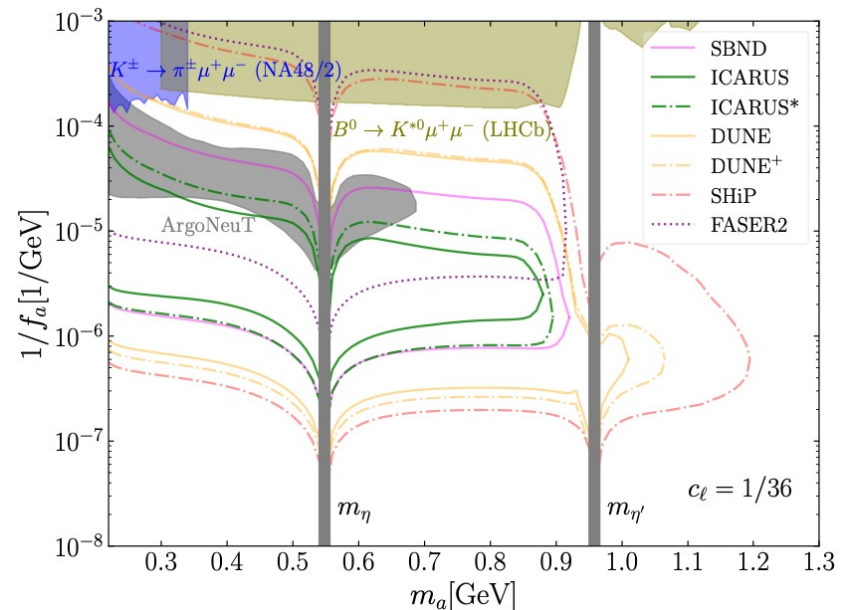 10⁻³
10⁻⁴
10⁻⁵
10⁻⁶
10⁻⁷
10⁻⁸
1/f_a[1/GeV]
K^± → π^±μ⁺μ⁻ (NA48/2)
B⁰ → K*⁰μ⁺μ⁻ (LHCb)
ArgoNeuT
SBND
ICARUS
ICARUS*
DUNE
DUNE⁺
SHiP
FASER2
c_ℓ = 1/36
m_η
m_η′
0.3 0.4 0.5 0.6 0.7 0.8 0.9 1.0 1.1 1.2 1.3
m_a[GeV]